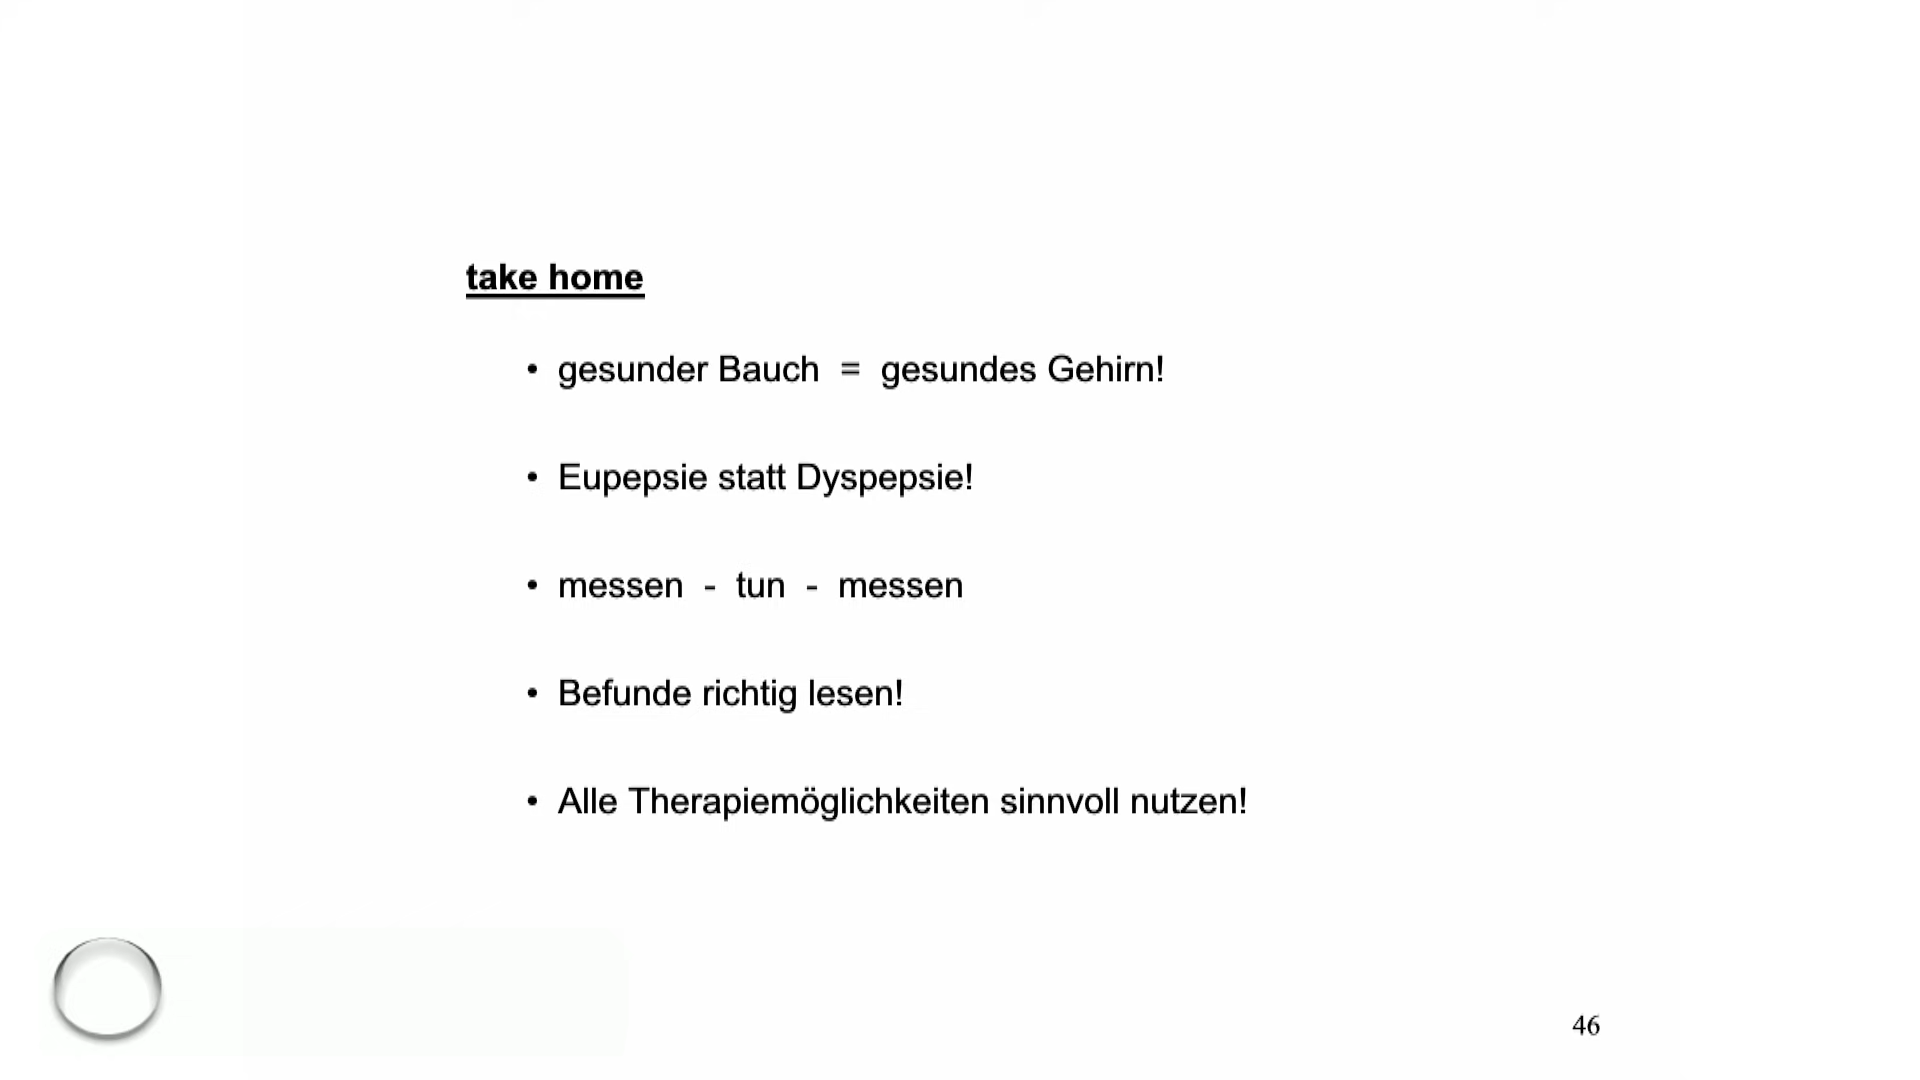 take home
• gesunder Bauch = gesundes Gehirn!
• Eupepsie statt Dyspepsie!
• messen - tun - messen
• Befunde richtig lesen!
• Alle Therapiemöglichkeiten sinnvoll nutzen!
46